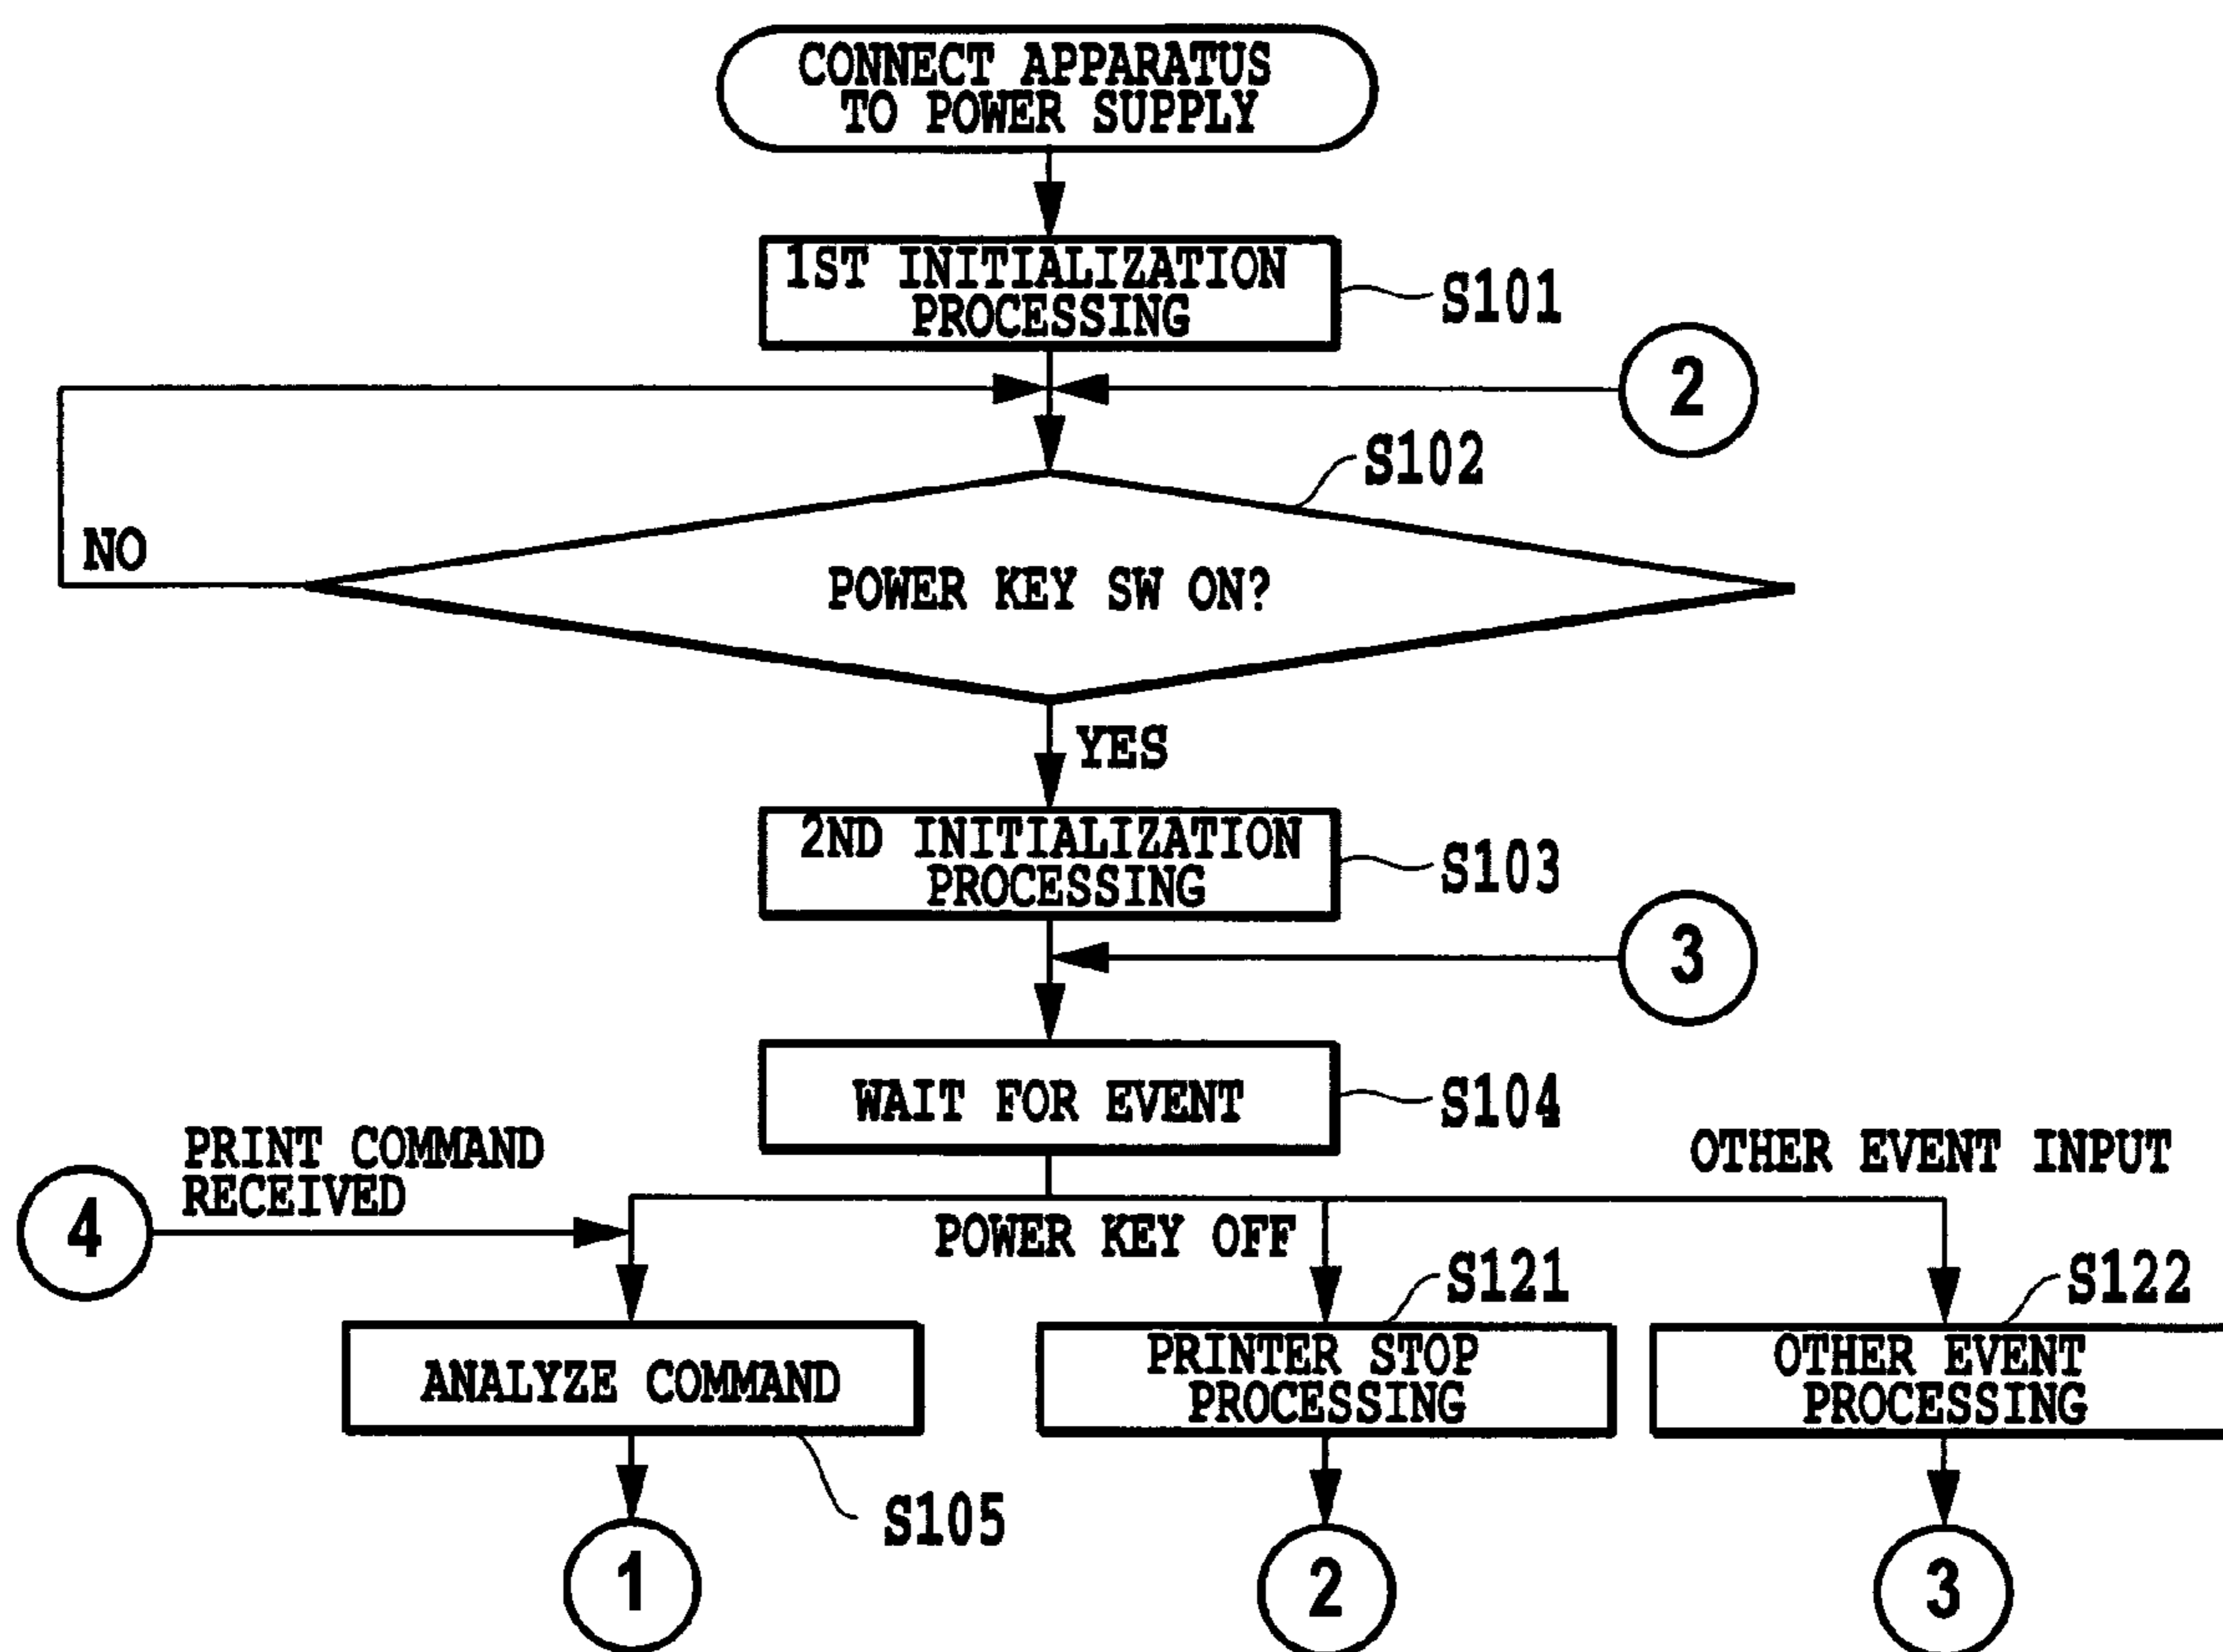 CONNECT APPARATUS
TO POWER SUPPLY
1ST INITIALIZATION
PROCESSING
S101
2
S102
NO
POWER KEY SW ON?
YES
2ND INITIALIZATION
PROCESSING
S103
3
WAIT FOR EVENT
S104
PRINT COMMAND
RECEIVED
OTHER EVENT INPUT
4
POWER KEY OFF
S121
S122
ANALYZE COMMAND
PRINTER STOP
PROCESSING
OTHER EVENT
PROCESSING
S105
1
2
3